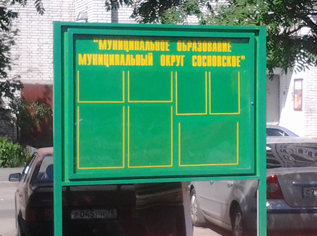 "МУНИЦИПАЛЬНОЕ ОБРАЗОВАНИЕ
МУНИЦИПАЛЬНЫЙ ОКРУГ СОСНОВСКОЕ"